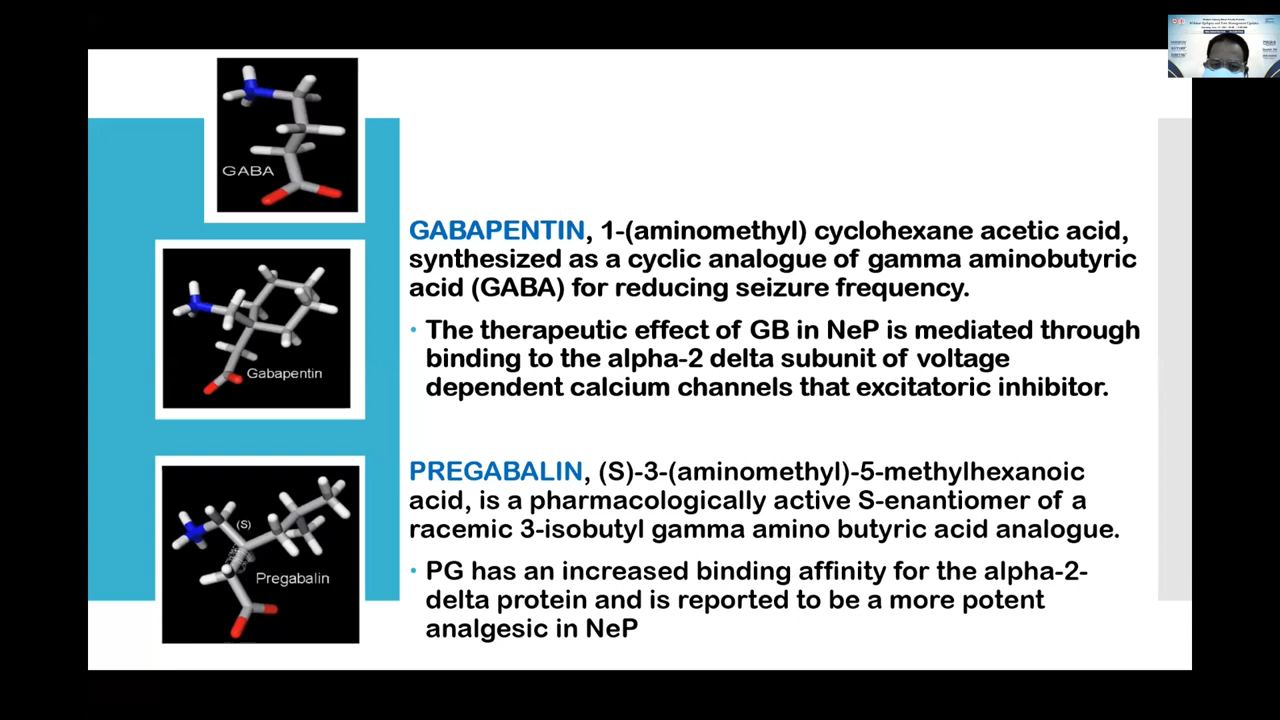 GABA
GABAPENTIN, 1-(aminomethyl) cyclohexane acetic acid,
synthesized as a cyclic analogue of gamma aminobutyric
acid (GABA) for reducing seizure frequency.
• The therapeutic effect of GB in NeP is mediated through
binding to the alpha-2 delta subunit of voltage
dependent calcium channels that excitatoric inhibitor.
Gabapentin
PREGABALIN, (S)-3-(aminomethyl)-5-methylhexanoic
acid, is a pharmacologically active S-enantiomer of a
racemic 3-isobutyl gamma amino butyric acid analogue.
• PG has an increased binding affinity for the alpha-2-
delta protein and is reported to be a more potent
analgesic in NeP
(S)
Pregabalin